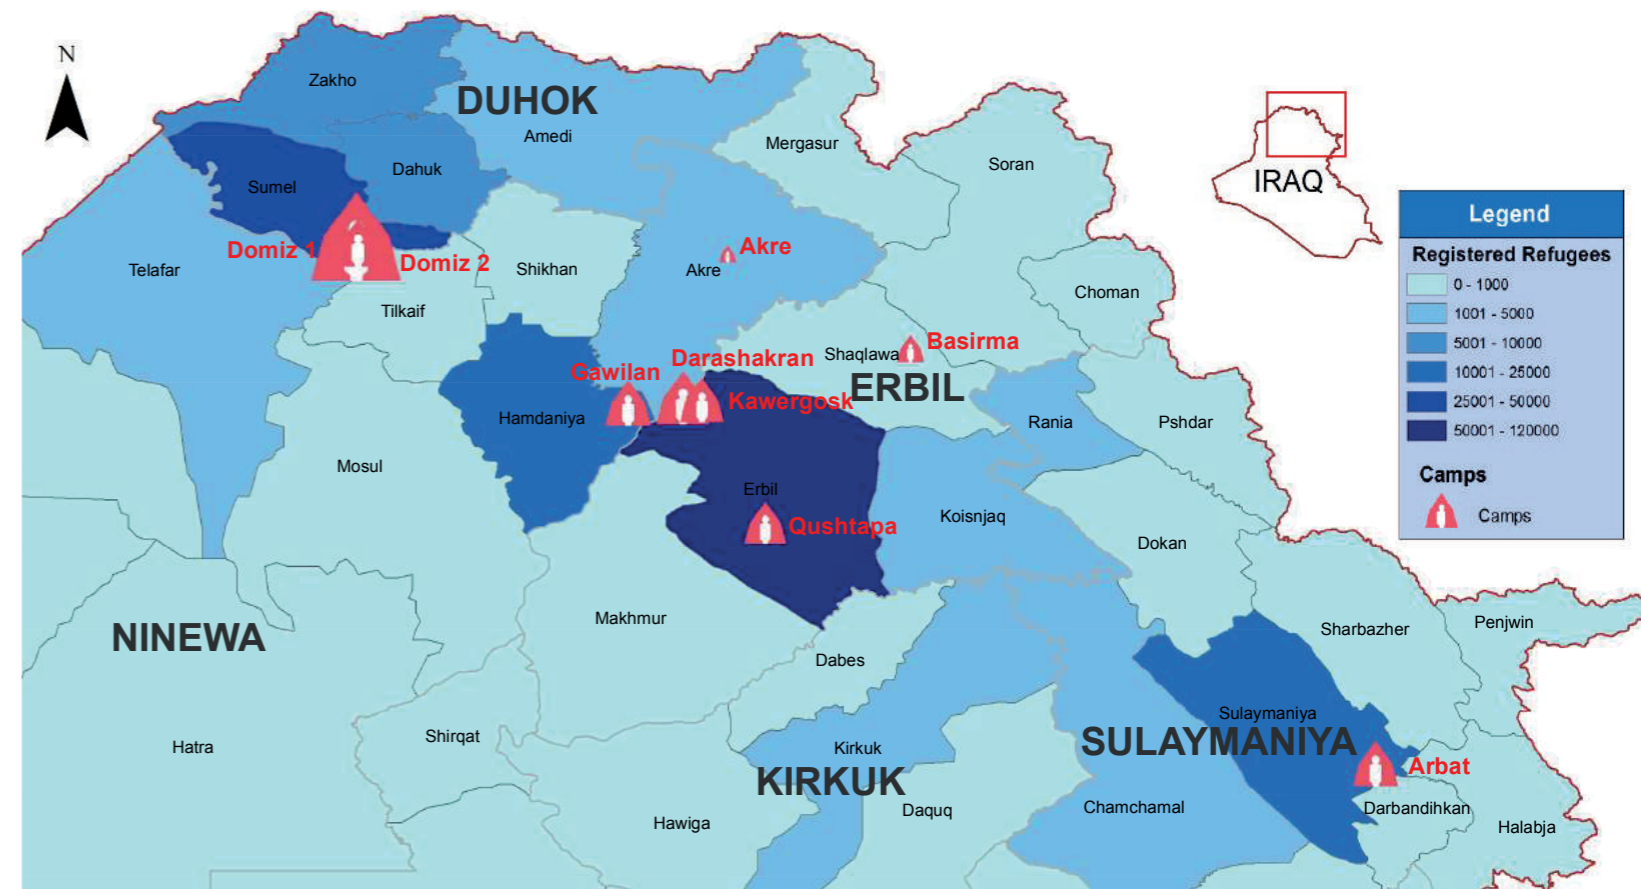 N
Zakho
DUHOK
Amedi
Mergasur
Soran
Dahuk
Sumel
IRAQ
Legend
Registered Refugees
0 - 1000
1001 - 5000
5001 - 10000
10001 - 25000
25001 - 50000
50001 - 120000
Camps
Camps
Domiz 1
Domiz 2
Telafar
Shikhan
Akre
Akre
Choman
Tilkaif
Shaqlawa
Basirma
ERBIL
Gawilan
Darashakran
Kawergosk
Hamdaniya
Rania
Pshdar
Mosul
Erbil
Qushtapa
Koisnjaq
Dokan
NINEWA
Makhmur
Dabes
Sharbazher
Penjwin
Hatra
Shirqat
Kirkuk
KIRKUK
Sulaymaniya
SULAYMANIYA
Arbat
Hawiga
Daquq
Chamchamal
Darbandihkan
Halabja